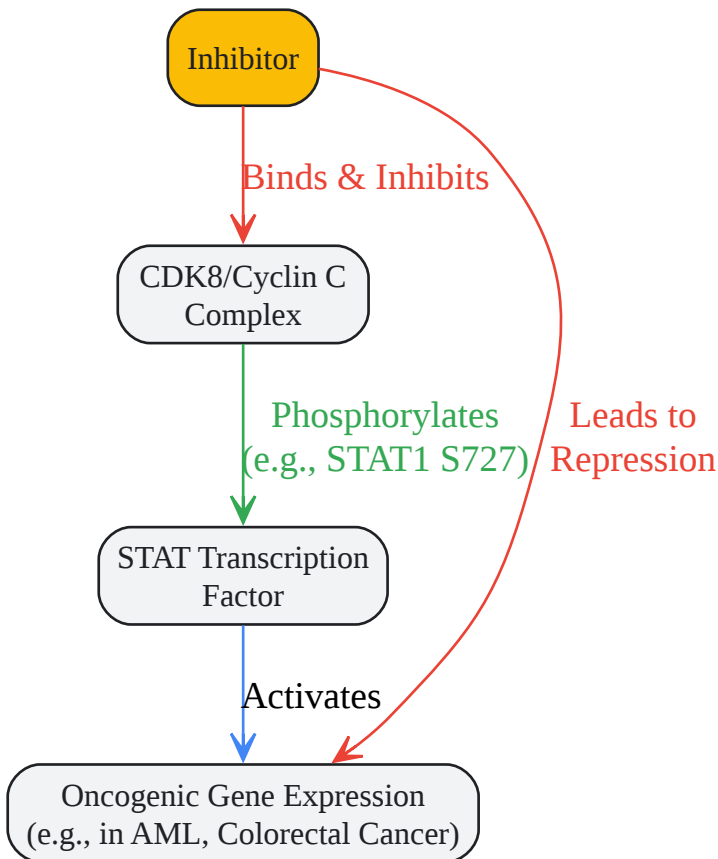 Inhibitor
Binds & Inhibits
CDK8/Cyclin C
Complex
Phosphorylates
(e.g., STAT1 S727)
Leads to
Repression
STAT Transcription
Factor
Activates
Oncogenic Gene Expression
(e.g., in AML, Colorectal Cancer)